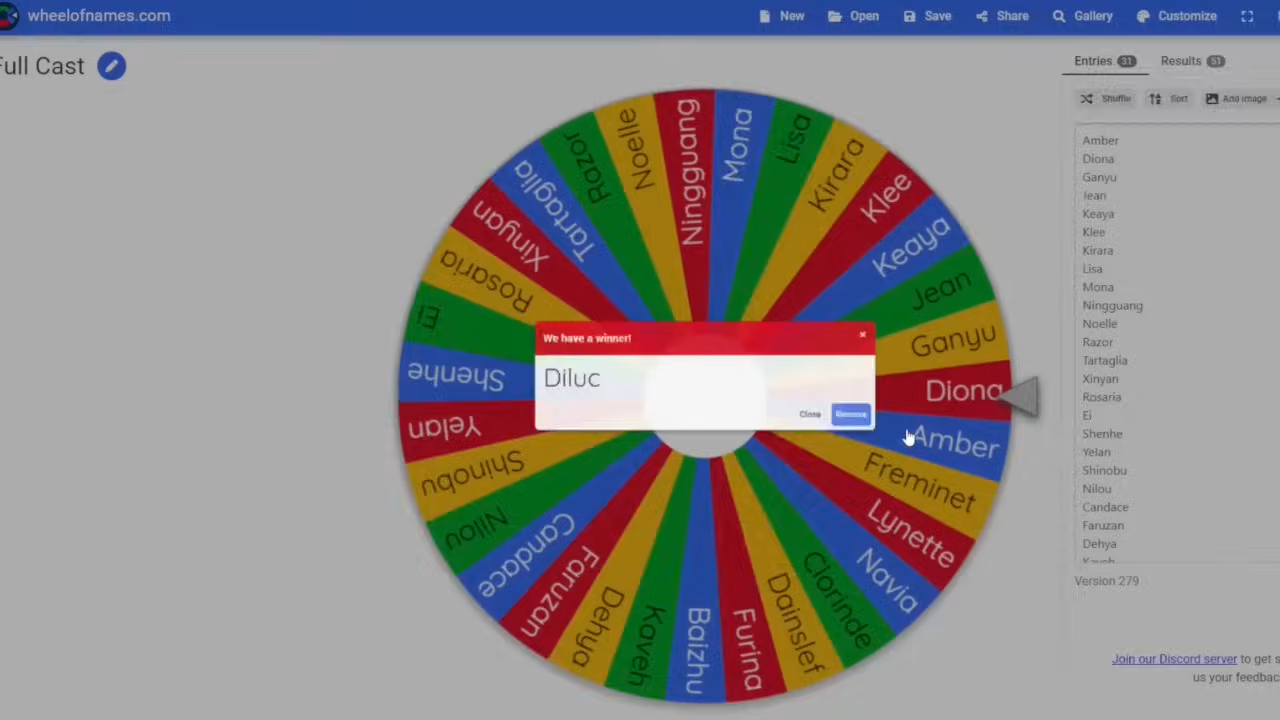 wheelofnames.com
New
Open
Save
Share
Gallery
Customize
Full Cast
Entries 31
Results 51
Shuffle
Sort
Add image
Amber
Diona
Ganyu
Jean
Keaya
Klee
Kirara
Lisa
Mona
Ningguang
Noelle
Razor
Tartaglia
Xinyan
Rosaria
Ei
Shenhe
Yelan
Shinobu
Nilou
Candace
Faruzan
Dehya
Kaveh
Version 279
Join our Discord server to get s
us your feedbac
We have a winner!
×
Diluc
Close
Remove
Mona
Lisa
Kirara
Klee
Keaya
Jean
Ganyu
Diona
Amber
Freminet
Lynette
Navia
Clorinde
Dainslef
Furina
Baizhu
Kaveh
Dehya
Faruzan
Candace
Nilou
Shinobu
Yelan
Shenhe
Ei
Rosaria
Xinyan
Tartaglia
Razor
Noelle
Ningguang